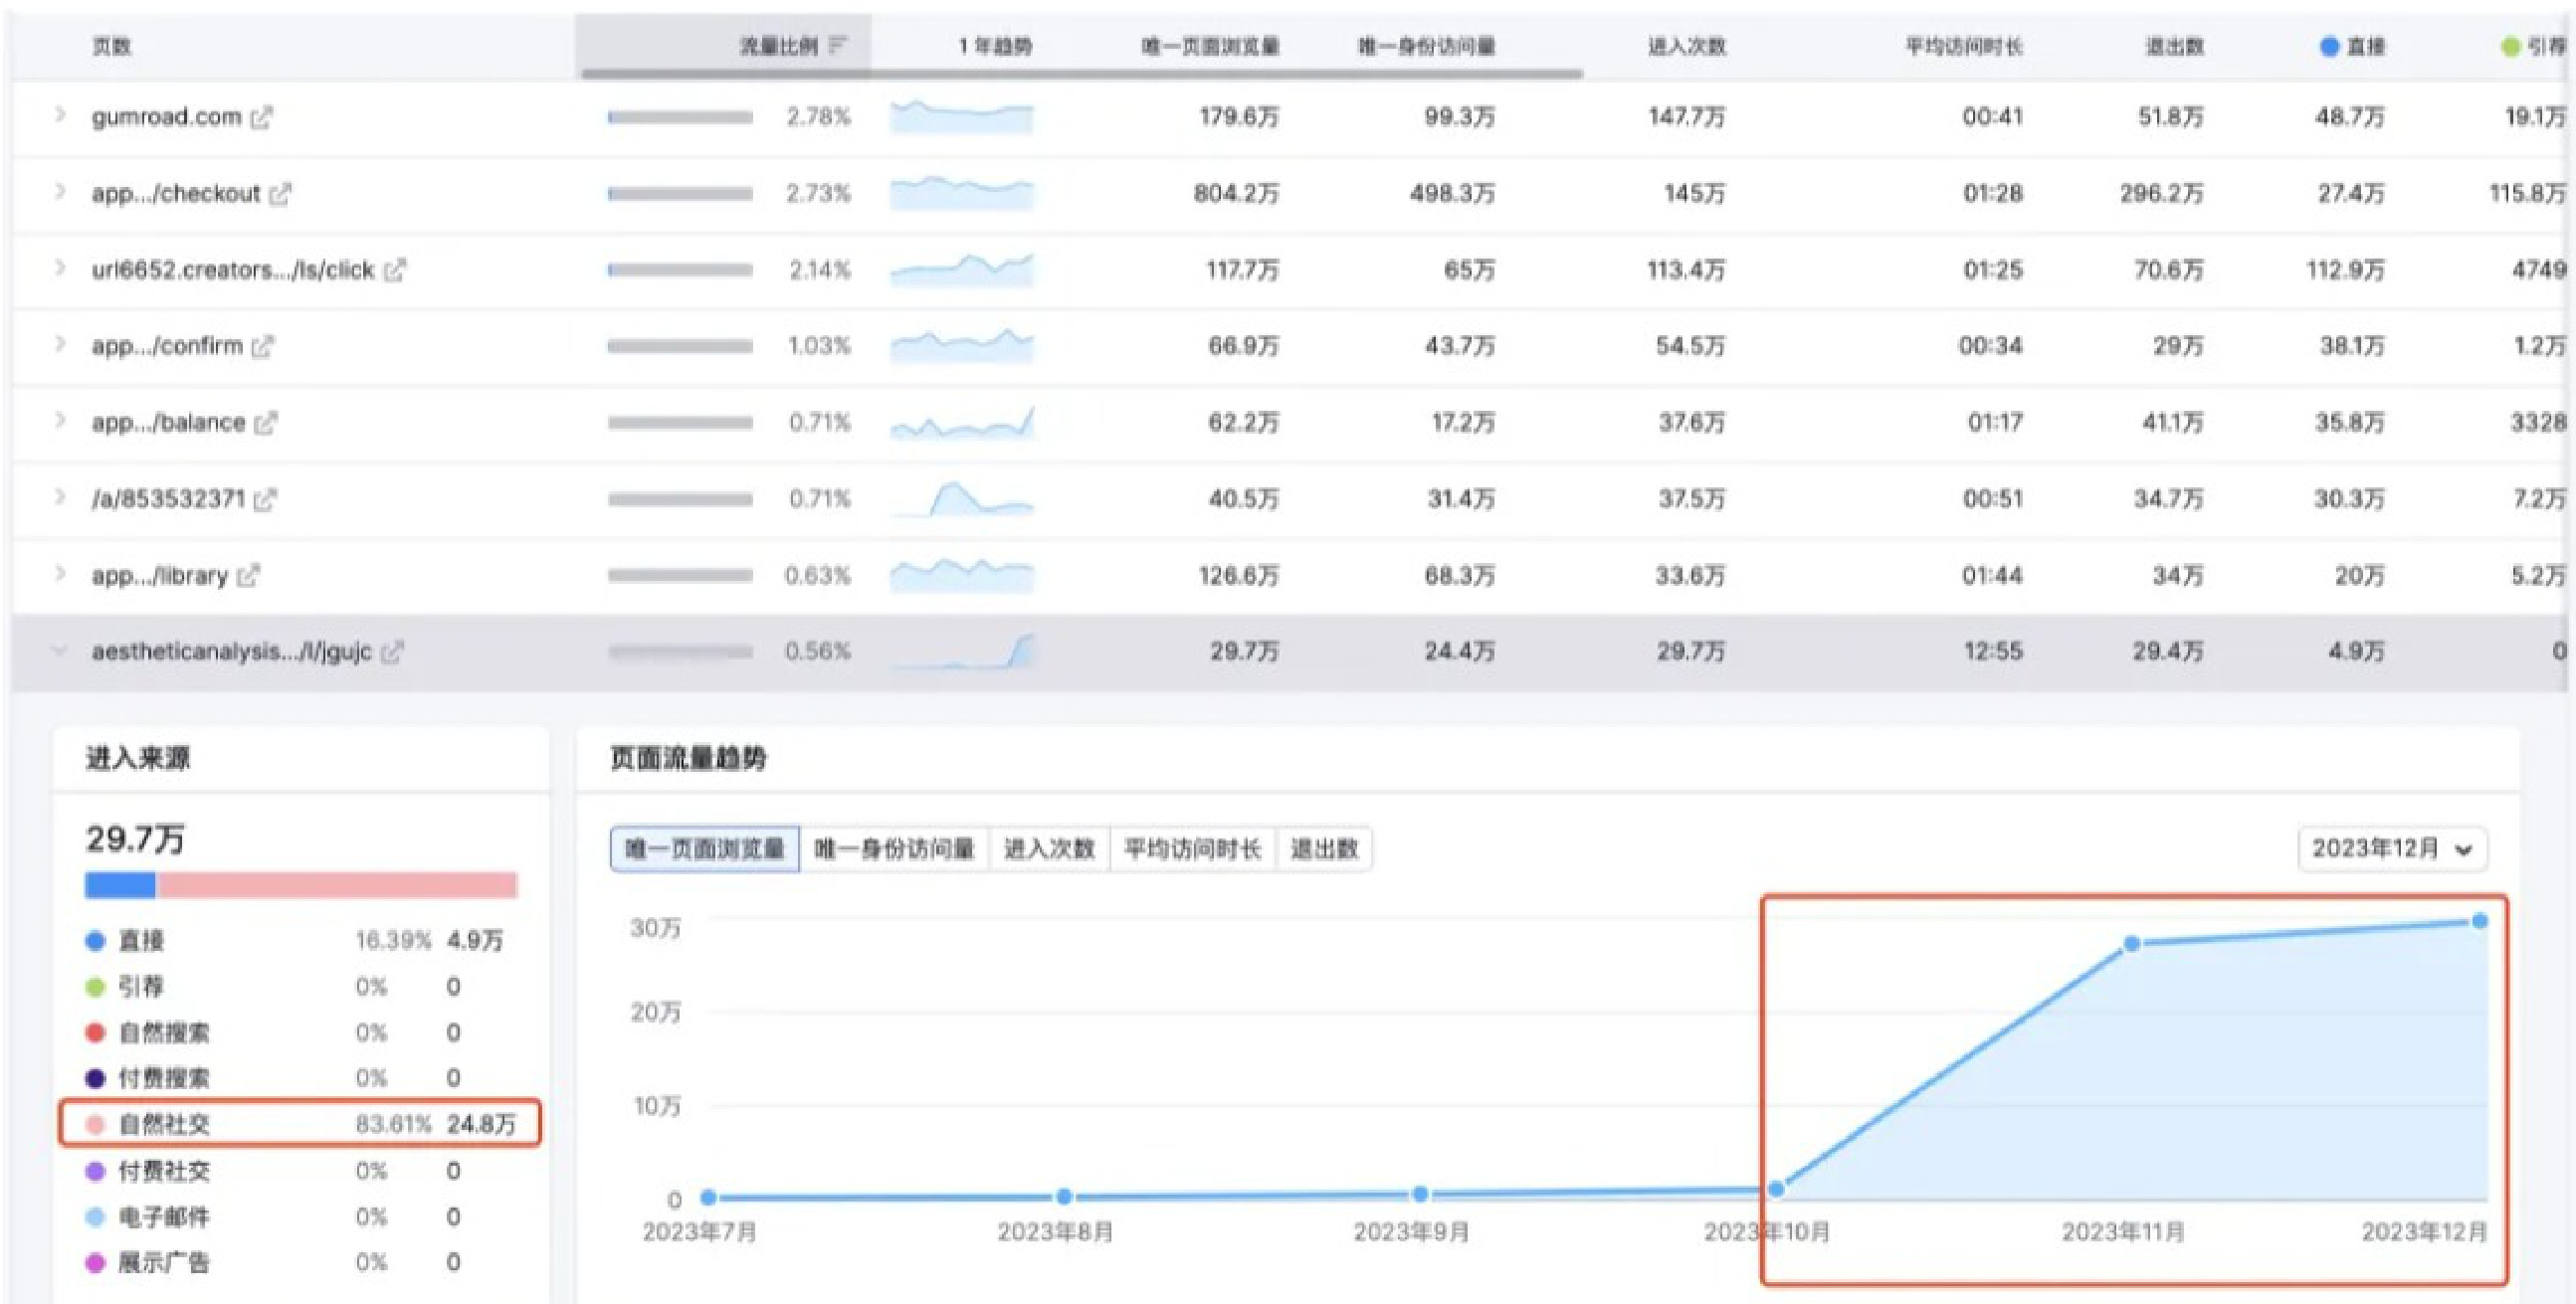 页数 流量比例 1 年趋势 唯一页面浏览量 唯一身份访问量 进入次数 平均访问时长 退出数 直接 引荐
gumroad.com 2.78% 179.6万 99.3万 147.7万 00:41 51.8万 48.7万 19.1万
app.../checkout 2.73% 804.2万 498.3万 145万 01:28 296.2万 27.4万 115.8万
url6652.creators.../ls/click 2.14% 117.7万 65万 113.4万 01:25 70.6万 112.9万 4749
app.../confirm 1.03% 66.9万 43.7万 54.5万 00:34 29万 38.1万 1.2万
app.../balance 0.71% 62.2万 17.2万 37.6万 01:17 41.1万 35.8万 3328
/a/853532371 0.71% 40.5万 31.4万 37.5万 00:51 34.7万 30.3万 7.2万
app.../library 0.63% 126.6万 68.3万 33.6万 01:44 34万 20万 5.2万
aestheticanalysis.../l/jgujc 0.56% 29.7万 24.4万 29.7万 12:55 29.4万 4.9万 0
进入来源
29.7万
直接 16.39% 4.9万
引荐 0% 0
自然搜索 0% 0
付费搜索 0% 0
自然社交 83.61% 24.8万
付费社交 0% 0
电子邮件 0% 0
展示广告 0% 0
页面流量趋势
唯一页面浏览量 唯一身份访问量 进入次数 平均访问时长 退出数 2023年12月
30万
20万
10万
0
2023年7月 2023年8月 2023年9月 2023年10月 2023年11月 2023年12月